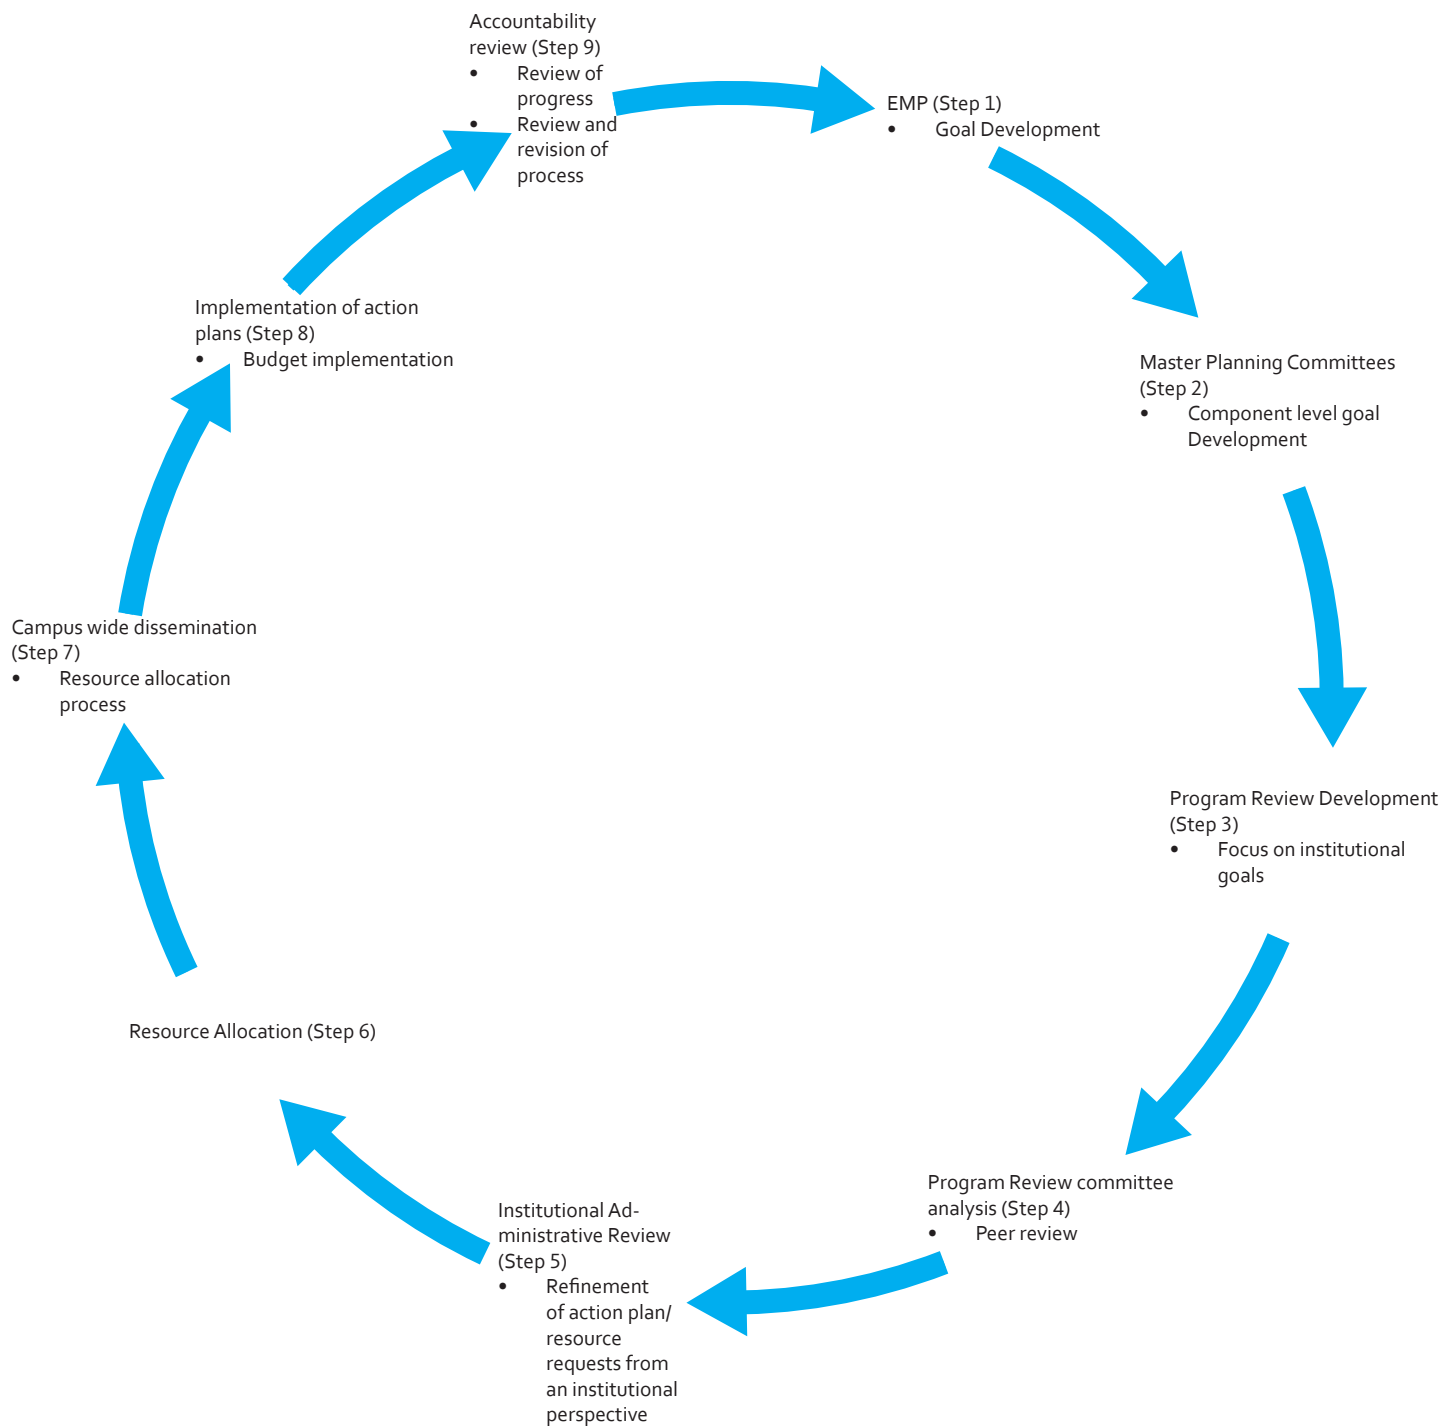 Accountability
review (Step 9)
• Review of
progress
• Review and
revision of
process
EMP (Step 1)
• Goal Development
Master Planning Committees
(Step 2)
• Component level goal
Development
Program Review Development
(Step 3)
• Focus on institutional
goals
Program Review committee
analysis (Step 4)
• Peer review
Institutional Ad-
ministrative Review
(Step 5)
• Refinement
of action plan/
resource
requests from
an institutional
perspective
Resource Allocation (Step 6)
Campus wide dissemination
(Step 7)
• Resource allocation
process
Implementation of action
plans (Step 8)
• Budget implementation